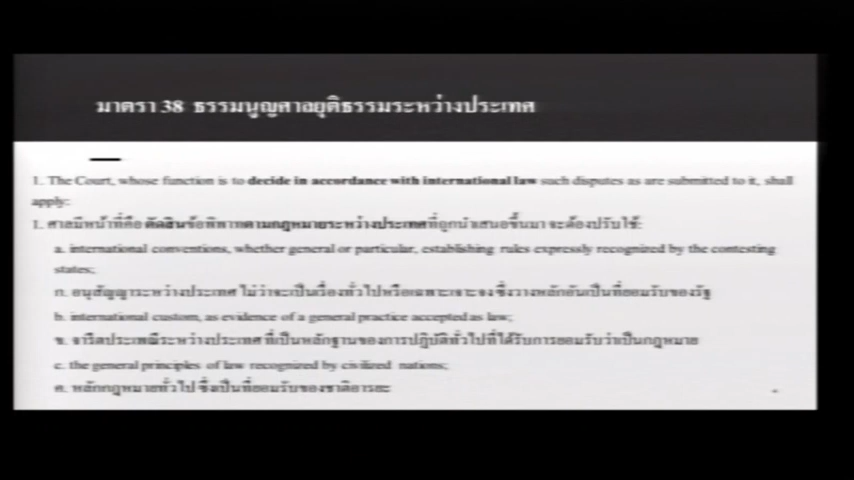 มาตรา 38 ธรรมนูญศาลยุติธรรมระหว่างประเทศ
1. The Court, whose function is to decide in accordance with international law such disputes as are submitted to it, shall
apply:
1. ศาลมีหน้าที่คือ ตัดสินข้อพิพาทตามกฎหมายระหว่างประเทศที่ถูกนำเสนอขึ้นมา จะต้องปรับใช้:
a. international conventions, whether general or particular, establishing rules expressly recognized by the contesting
states;
ก. อนุสัญญาระหว่างประเทศ ไม่ว่าจะเป็นเรื่องทั่วไปหรือเฉพาะเจาะจง ซึ่งวางหลักอันเป็นที่ยอมรับของรัฐ
b. international custom, as evidence of a general practice accepted as law;
ข. จารีตประเพณีระหว่างประเทศ ที่เป็นหลักฐานของการปฏิบัติทั่วไปที่ได้รับการยอมรับว่าเป็นกฎหมาย
c. the general principles of law recognized by civilized nations;
ค. หลักกฎหมายทั่วไป ซึ่งเป็นที่ยอมรับของชาติอารยะ